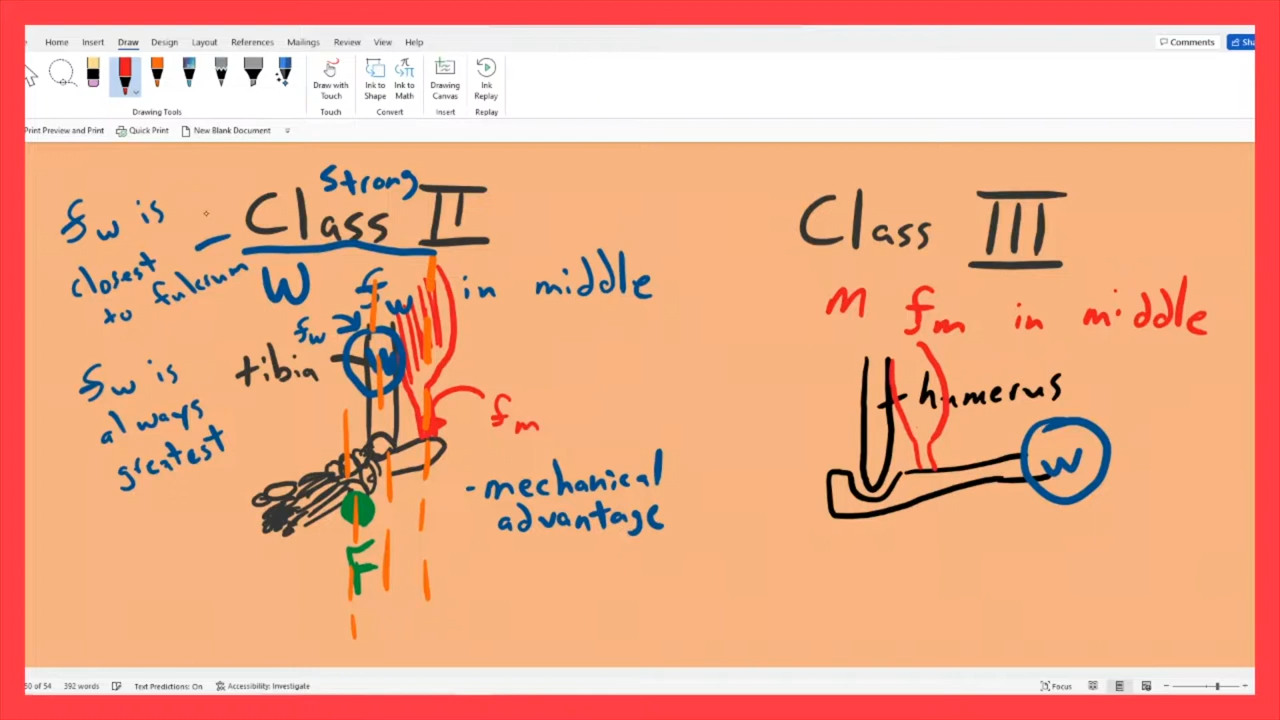 Home Insert Draw Design Layout References Mailings Review View Help
Comments
Draw with Touch
Ink to Shape
Ink to Math
Drawing Canvas
Ink Replay
Drawing Tools
Touch
Convert
Insert
Replay
Print Preview and Print Quick Print New Blank Document
fw is
closest
to fulcrum
fw is
always
greatest
Strong
Class II
W fw in middle
fw
W
tibia
fm
F
- mechanical
advantage
Class III
M fm in middle
humerus
W
50 of 54 392 words Text Predictions: On Accessibility: Investigate
Focus